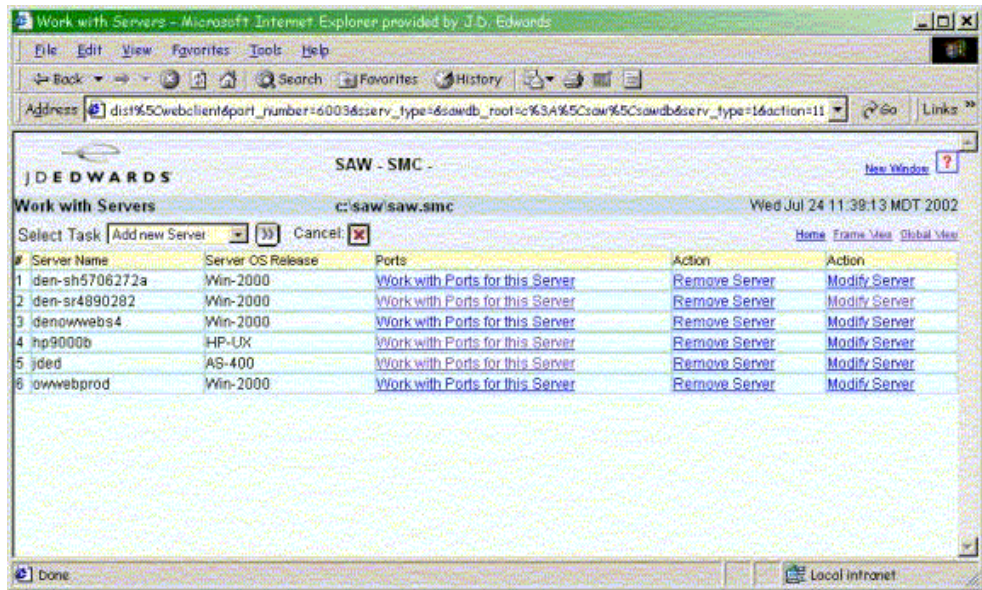 Work with Servers - Microsoft Internet Explorer provided by J.D. Edwards
File Edit View Favorites Tools Help
Back Search Favorites History
Address dist%5Cwebclient&port_number=6003&serv_type=&sawdb_root=c%3A%5Csaw%5Csawdb&serv_type=1&action=11 Go Links »
JDEDWARDS SAW - SMC - New Window ?
Work with Servers c:\saw\saw.smc Wed Jul 24 11:39:13 MDT 2002
Select Task Add new Server >> Cancel: X Home Frame View Global View
# Server Name Server OS Release Ports Action Action
1 den-sh5706272a Win-2000 Work with Ports for this Server Remove Server Modify Server
2 den-sr4890282 Win-2000 Work with Ports for this Server Remove Server Modify Server
3 denowwebs4 Win-2000 Work with Ports for this Server Remove Server Modify Server
4 hp9000b HP-UX Work with Ports for this Server Remove Server Modify Server
5 jded AS-400 Work with Ports for this Server Remove Server Modify Server
6 owwebprod Win-2000 Work with Ports for this Server Remove Server Modify Server
Done Local intranet